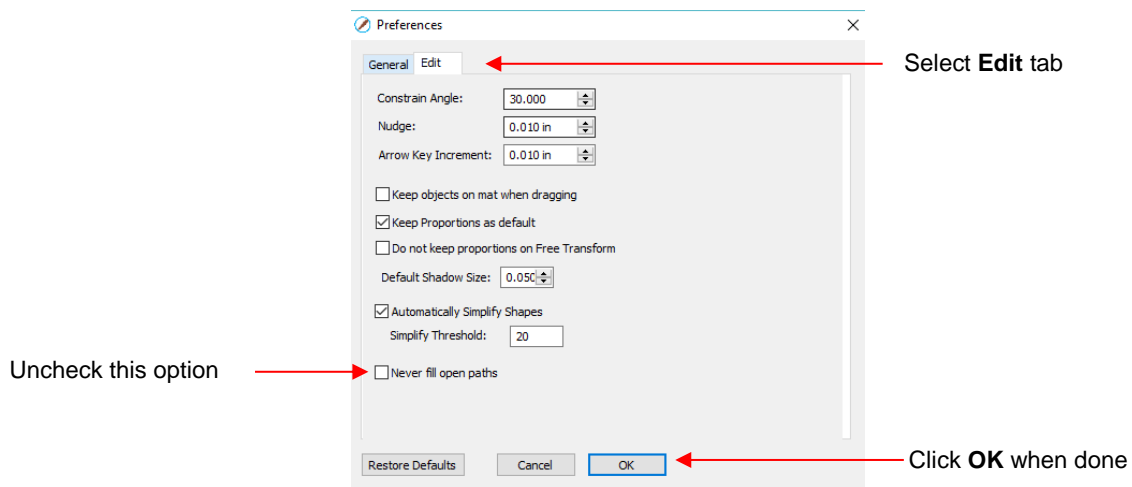 Preferences
General Edit
Select Edit tab
Constrain Angle: 30.000
Nudge: 0.010 in
Arrow Key Increment: 0.010 in
Keep objects on mat when dragging
Keep Proportions as default
Do not keep proportions on Free Transform
Default Shadow Size: 0.050
Automatically Simplify Shapes
Simplify Threshold: 20
Uncheck this option
Never fill open paths
Restore Defaults Cancel OK
Click OK when done